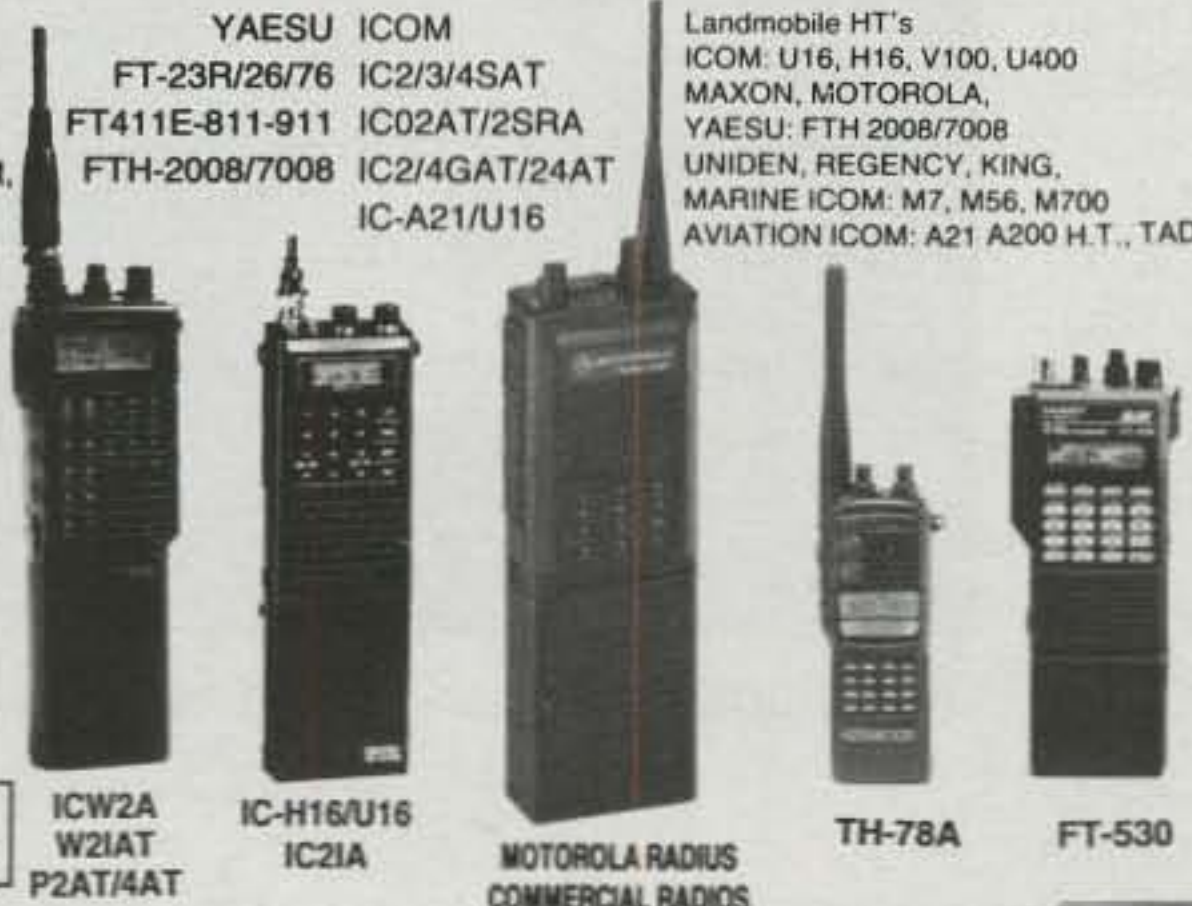 YAESU ICOM
FT-23R/26/76 IC2/3/4SAT
FT411E-811-911 IC02AT/2SRA
FTH-2008/7008 IC2/4GAT/24AT
IC-A21/U16
Landmobile HT's
ICOM: U16, H16, V100, U400
MAXON, MOTOROLA,
YAESU: FTH 2008/7008
UNIDEN, REGENCY, KING,
MARINE ICOM: M7, M56, M700
AVIATION ICOM: A21 A200 H.T., TAD
ICW2A
W2IAT
P2AT/4AT
IC-H16/U16
IC2IA
MOTOROLA RADIUS
COMMERCIAL RADIOS
TH-78A
FT-530